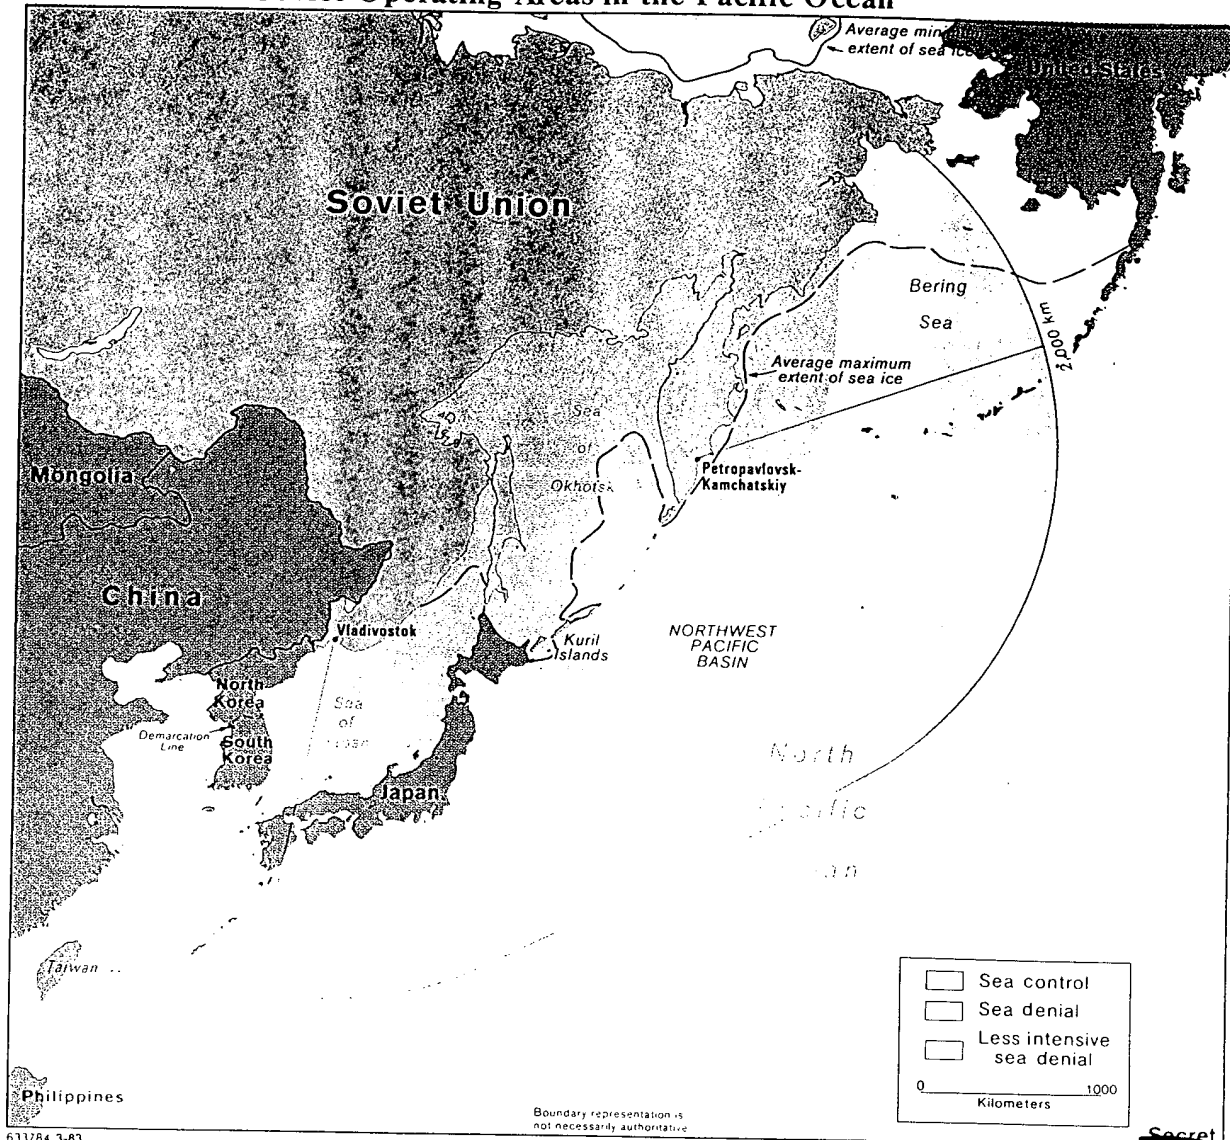 Operating Areas in the Pacific Ocean
Average
extent of sea ice
United States
Soviet Union
Bering
Sea
2,000 km
Average maximum
extent of sea ice
Sea
of
Okhotsk
Petropavlovsk-
Kamchatskiy
Mongolia
China
Vladivostok
Kuril
Islands
NORTHWEST
PACIFIC
BASIN
North
Korea
Demarcation
Line
South
Korea
Sea
of
Japan
North
Taiwan
Sea control
Sea denial
Less intensive
sea denial
0 1000
Kilometers
Philippines
Boundary representation is
not necessarily authoritative
633784 3-83
Secret